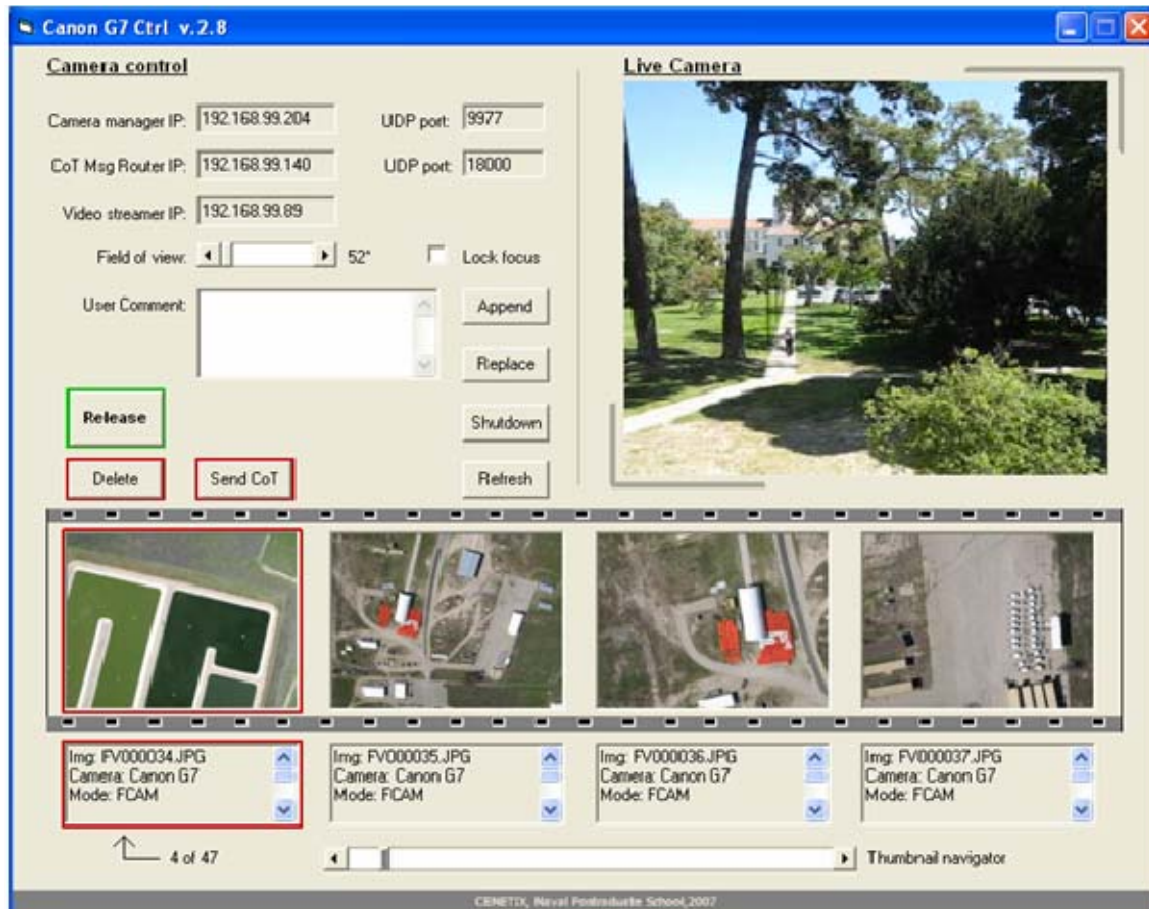 Canon G7 Ctrl v.2.8
Camera control
Camera manager IP: 192.168.99.204 UDP port: 9977
CoT Msg Router IP: 192.168.99.140 UDP port: 18000
Video streamer IP: 192.168.99.89
Field of view: 52° Lock focus
User Comment:
Append
Replace
Release
Shutdown
Delete Send CoT Refresh
Live Camera
Img: FV000034.JPG
Camera: Canon G7
Mode: FCAM
Img: FV000035.JPG
Camera: Canon G7
Mode: FCAM
Img: FV000036.JPG
Camera: Canon G7
Mode: FCAM
Img: FV000037.JPG
Camera: Canon G7
Mode: FCAM
4 of 47 Thumbnail navigator
CENETIX, Naval Postraduate School,2007